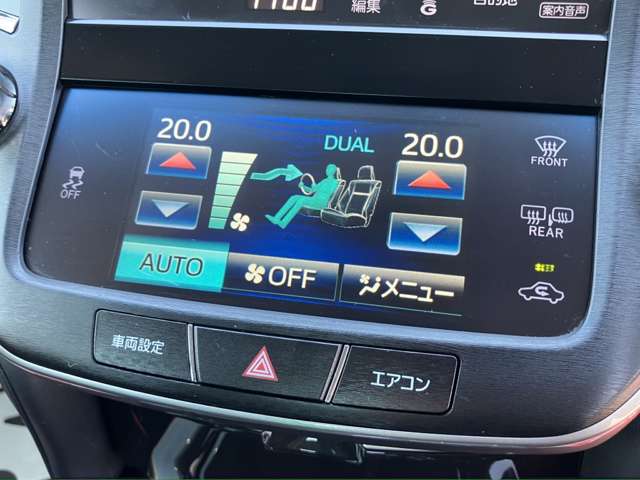 編集
G
案内音声
20.0
DUAL
20.0
FRONT
OFF
REAR
AUTO
OFF
メニュー
車両設定
エアコン